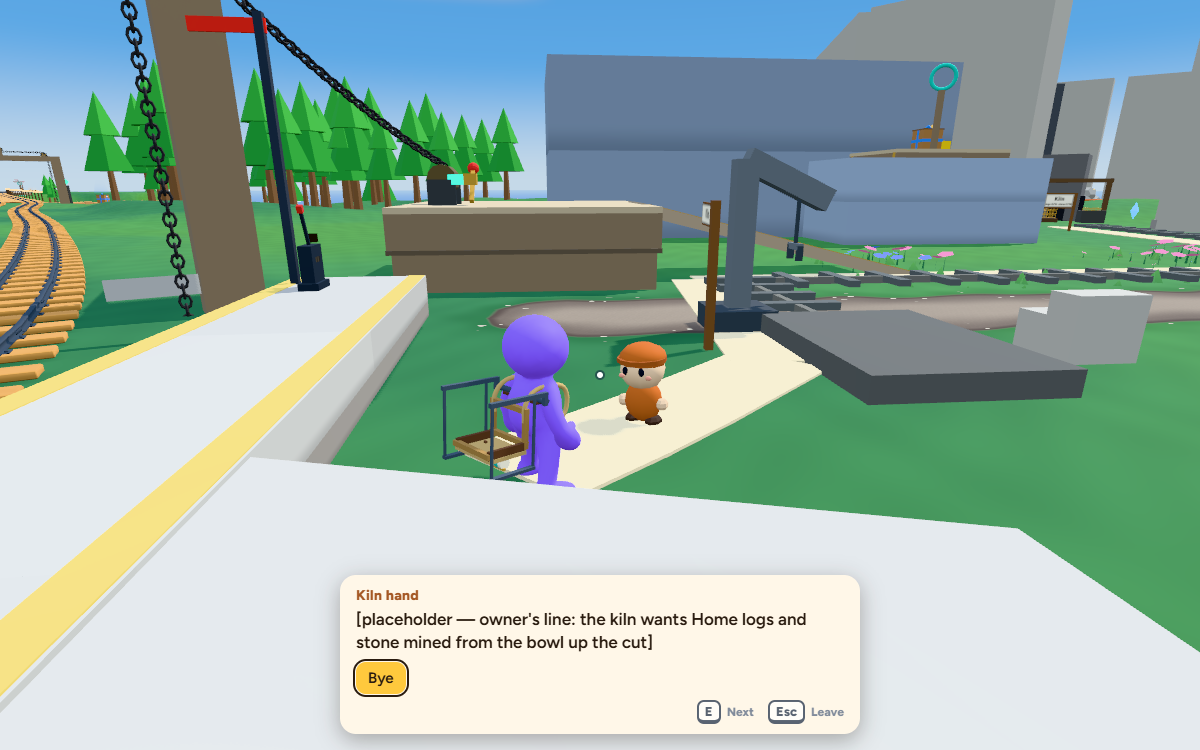 Kiln
Kiln hand
[placeholder — owner's line: the kiln wants Home logs and
stone mined from the bowl up the cut]
Bye
E Next Esc Leave